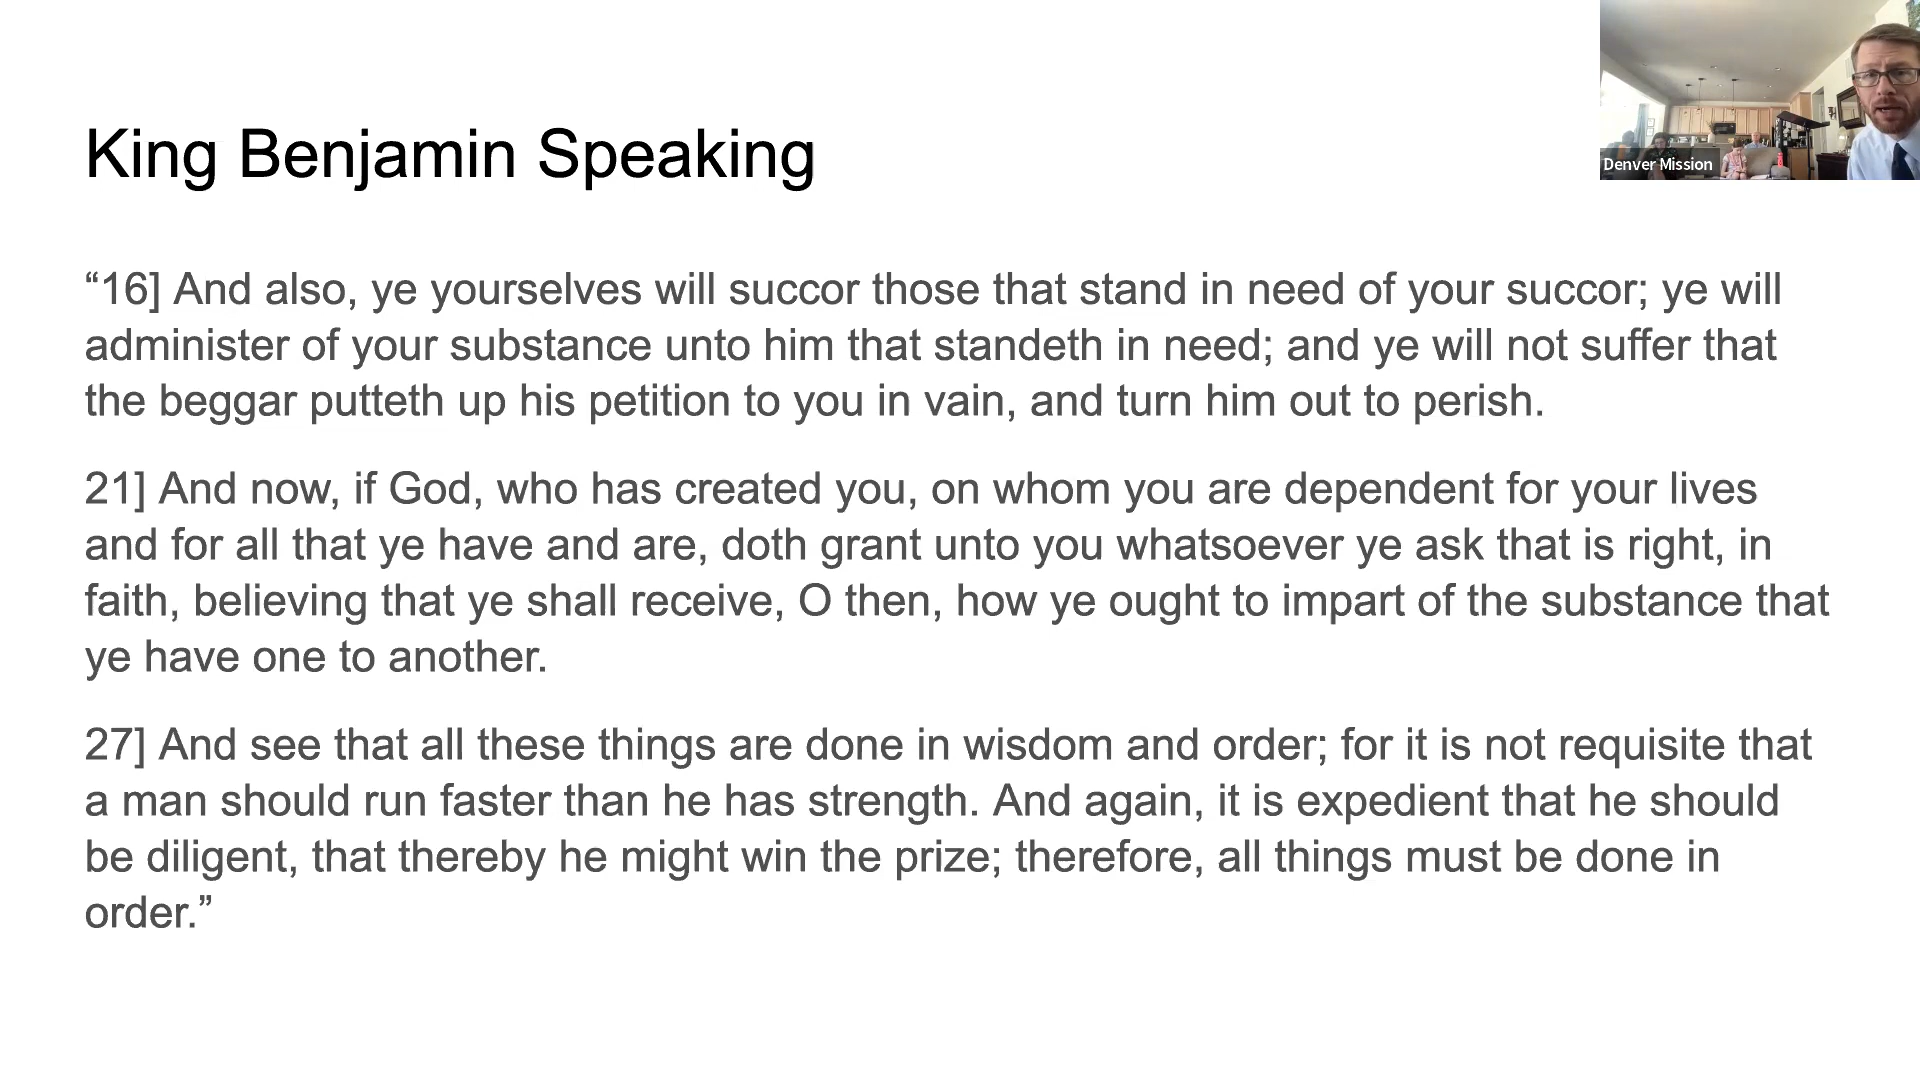 King Benjamin Speaking
Denver Mission
“16] And also, ye yourselves will succor those that stand in need of your succor; ye will
administer of your substance unto him that standeth in need; and ye will not suffer that
the beggar putteth up his petition to you in vain, and turn him out to perish.
21] And now, if God, who has created you, on whom you are dependent for your lives
and for all that ye have and are, doth grant unto you whatsoever ye ask that is right, in
faith, believing that ye shall receive, O then, how ye ought to impart of the substance that
ye have one to another.
27] And see that all these things are done in wisdom and order; for it is not requisite that
a man should run faster than he has strength. And again, it is expedient that he should
be diligent, that thereby he might win the prize; therefore, all things must be done in
order.”